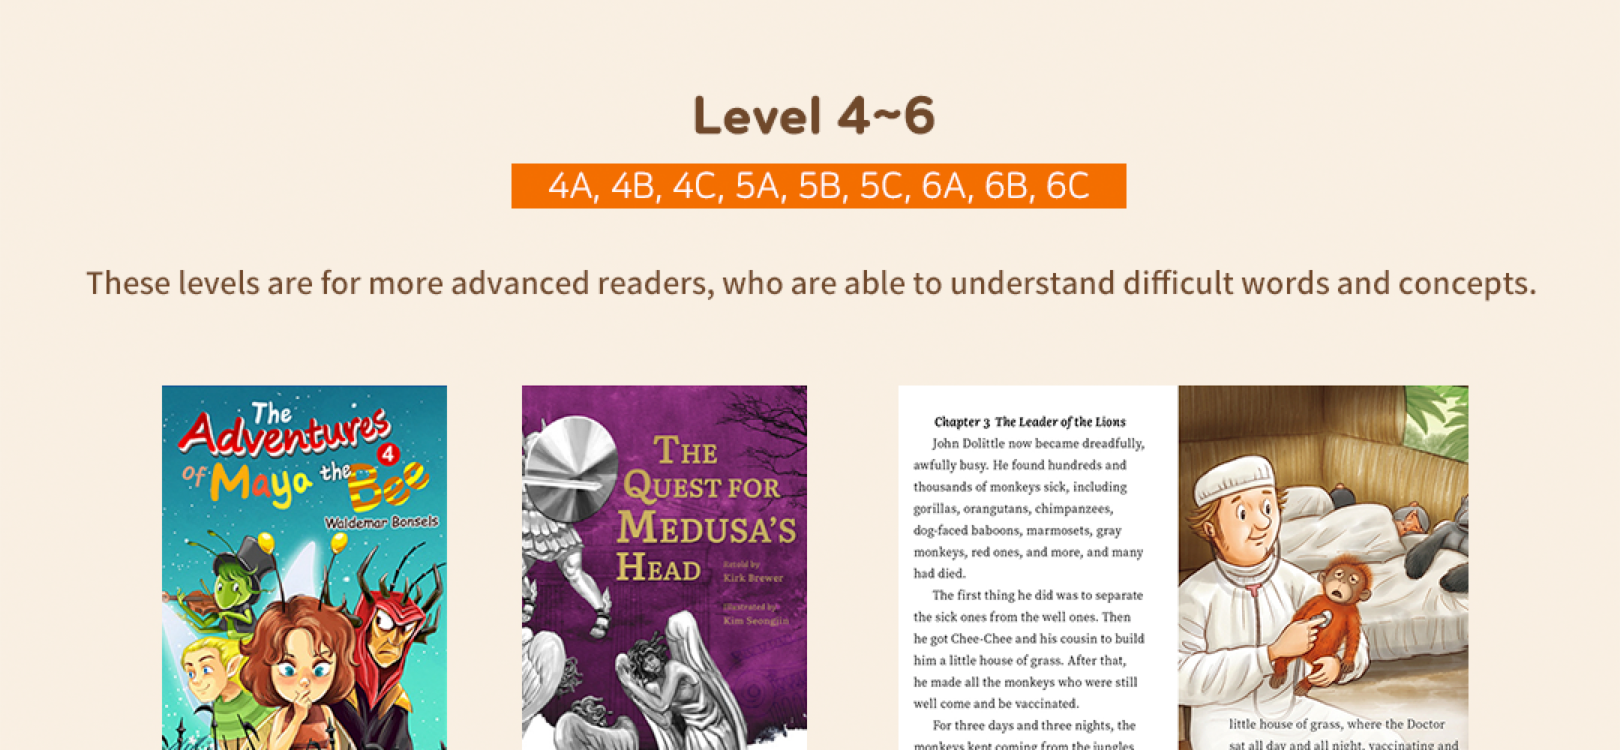 Level 4~6
4A, 4B, 4C, 5A, 5B, 5C, 6A, 6B, 6C
These levels are for more advanced readers, who are able to understand difficult words and concepts.
The
Adventures
4
of Maya the Bee
Waldemar Bonsels
THE
QUEST FOR
MEDUSA'S
HEAD
Retold by
Kirk Brewer
Illustrated by
Kim Seongjin
Chapter 3 The Leader of the Lions
John Dolittle now became dreadfully,
awfully busy. He found hundreds and
thousands of monkeys sick, including
gorillas, orangutans, chimpanzees,
dog-faced baboons, marmosets, gray
monkeys, red ones, and more, and many
had died.
The first thing he did was to separate
the sick ones from the well ones. Then
he got Chee-Chee and his cousin to build
him a little house of grass. After that,
he made all the monkeys who were still
well come and be vaccinated.
For three days and three nights, the
monkeys kept coming from the jungles
little house of grass, where the Doctor
sat all day and all night, vaccinating and